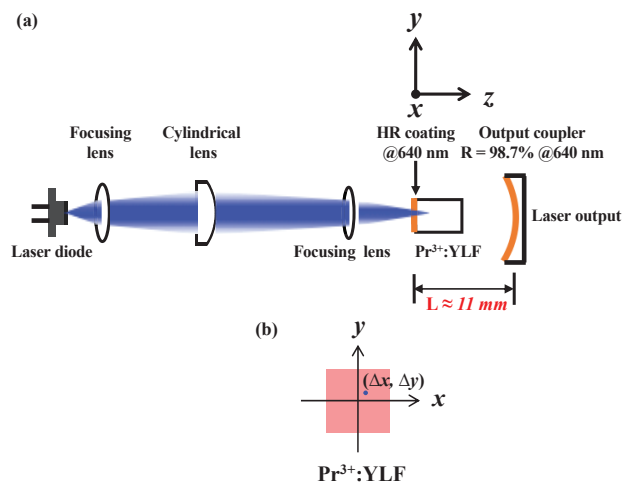 (a)
y
x
z
Focusing
lens
Cylindrical
lens
HR coating
@640 nm
Output coupler
R = 98.7% @640 nm
Laser diode
Focusing lens
Pr³⁺:YLF
Laser output
L ≈ 11 mm
(b)
y
(Δx, Δy)
x
Pr³⁺:YLF